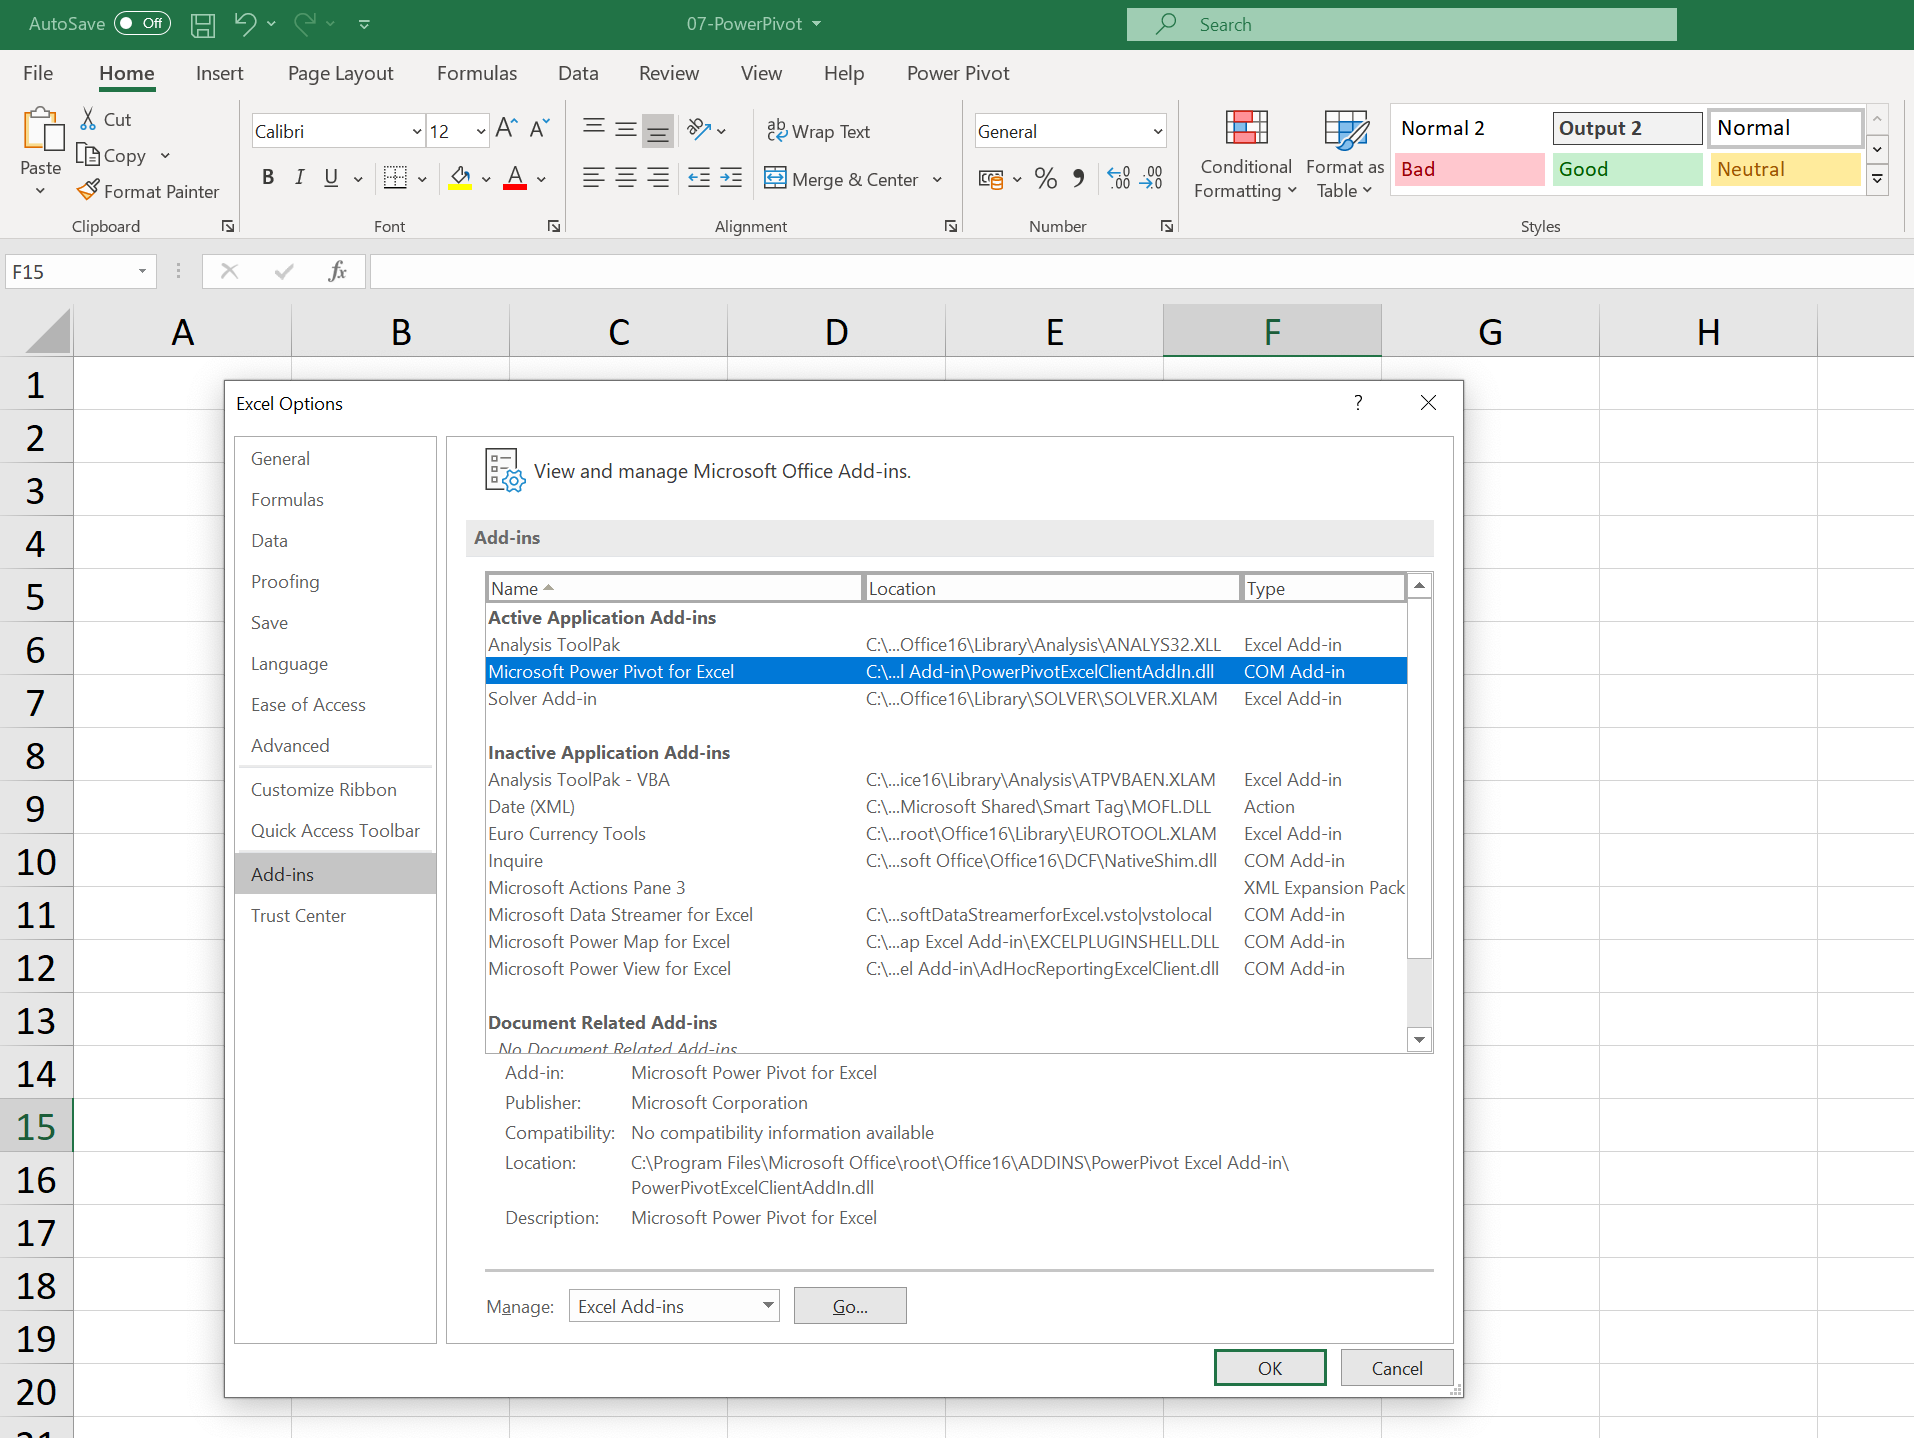 AutoSave Off 07-PowerPivot Search
File Home Insert Page Layout Formulas Data Review View Help Power Pivot
Paste
Cut
Copy
Format Painter
Clipboard
Calibri 12
A A
B I U A
Font
ab Wrap Text
Merge & Center
Alignment
General
% 9 .00 .00
Number
Conditional Formatting
Format as Table
Normal 2 Output 2 Normal
Bad Good Neutral
Styles
F15 fx
A B C D E F G H
1
2
3
4
5
6
7
8
9
10
11
12
13
14
15
16
17
18
19
20
21
Excel Options ?
General
Formulas
Data
Proofing
Save
Language
Ease of Access
Advanced
Customize Ribbon
Quick Access Toolbar
Add-ins
Trust Center
View and manage Microsoft Office Add-ins.
Add-ins
Name Location Type
Active Application Add-ins
Analysis ToolPak C:\...Office16\Library\Analysis\ANALYS32.XLL Excel Add-in
Microsoft Power Pivot for Excel C:\...l Add-in\PowerPivotExcelClientAddIn.dll COM Add-in
Solver Add-in C:\...Office16\Library\SOLVER\SOLVER.XLAM Excel Add-in
Inactive Application Add-ins
Analysis ToolPak - VBA C:\...ice16\Library\Analysis\ATPVBAEN.XLAM Excel Add-in
Date (XML) C:\...Microsoft Shared\Smart Tag\MOFL.DLL Action
Euro Currency Tools C:\...root\Office16\Library\EUROTOOL.XLAM Excel Add-in
Inquire C:\...soft Office\Office16\DCF\NativeShim.dll COM Add-in
Microsoft Actions Pane 3 XML Expansion Pack
Microsoft Data Streamer for Excel C:\...softDataStreamerforExcel.vsto|vstolocal COM Add-in
Microsoft Power Map for Excel C:\...ap Excel Add-in\EXCELPLUGINSHELL.DLL COM Add-in
Microsoft Power View for Excel C:\...el Add-in\AdHocReportingExcelClient.dll COM Add-in
Document Related Add-ins
No Document Related Add-ins
Add-in: Microsoft Power Pivot for Excel
Publisher: Microsoft Corporation
Compatibility: No compatibility information available
Location: C:\Program Files\Microsoft Office\root\Office16\ADDINS\PowerPivot Excel Add-in\
PowerPivotExcelClientAddIn.dll
Description: Microsoft Power Pivot for Excel
Manage: Excel Add-ins Go...
OK Cancel